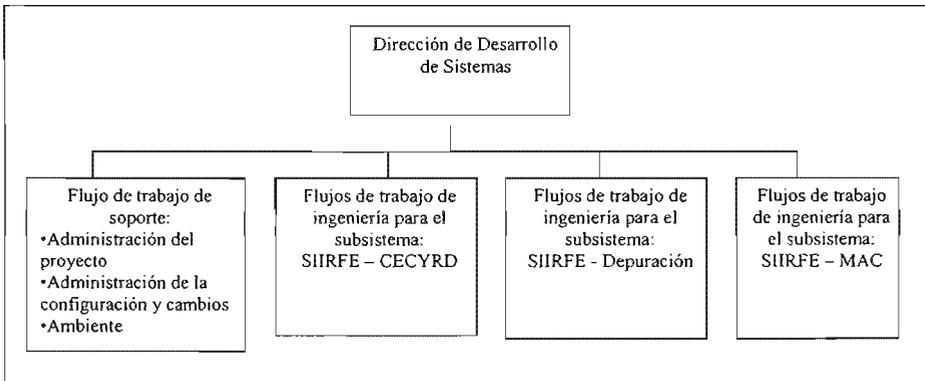 Dirección de Desarrollo
de Sistemas
Flujo de trabajo de
soporte:
•Administración del
proyecto
•Administración de la
configuración y cambios
•Ambiente
Flujos de trabajo de
ingeniería para el
subsistema:
SIIRFE – CECYRD
Flujos de trabajo de
ingeniería para el
subsistema:
SIIRFE - Depuración
Flujos de trabajo
de ingeniería para
el subsistema:
SIIRFE – MAC